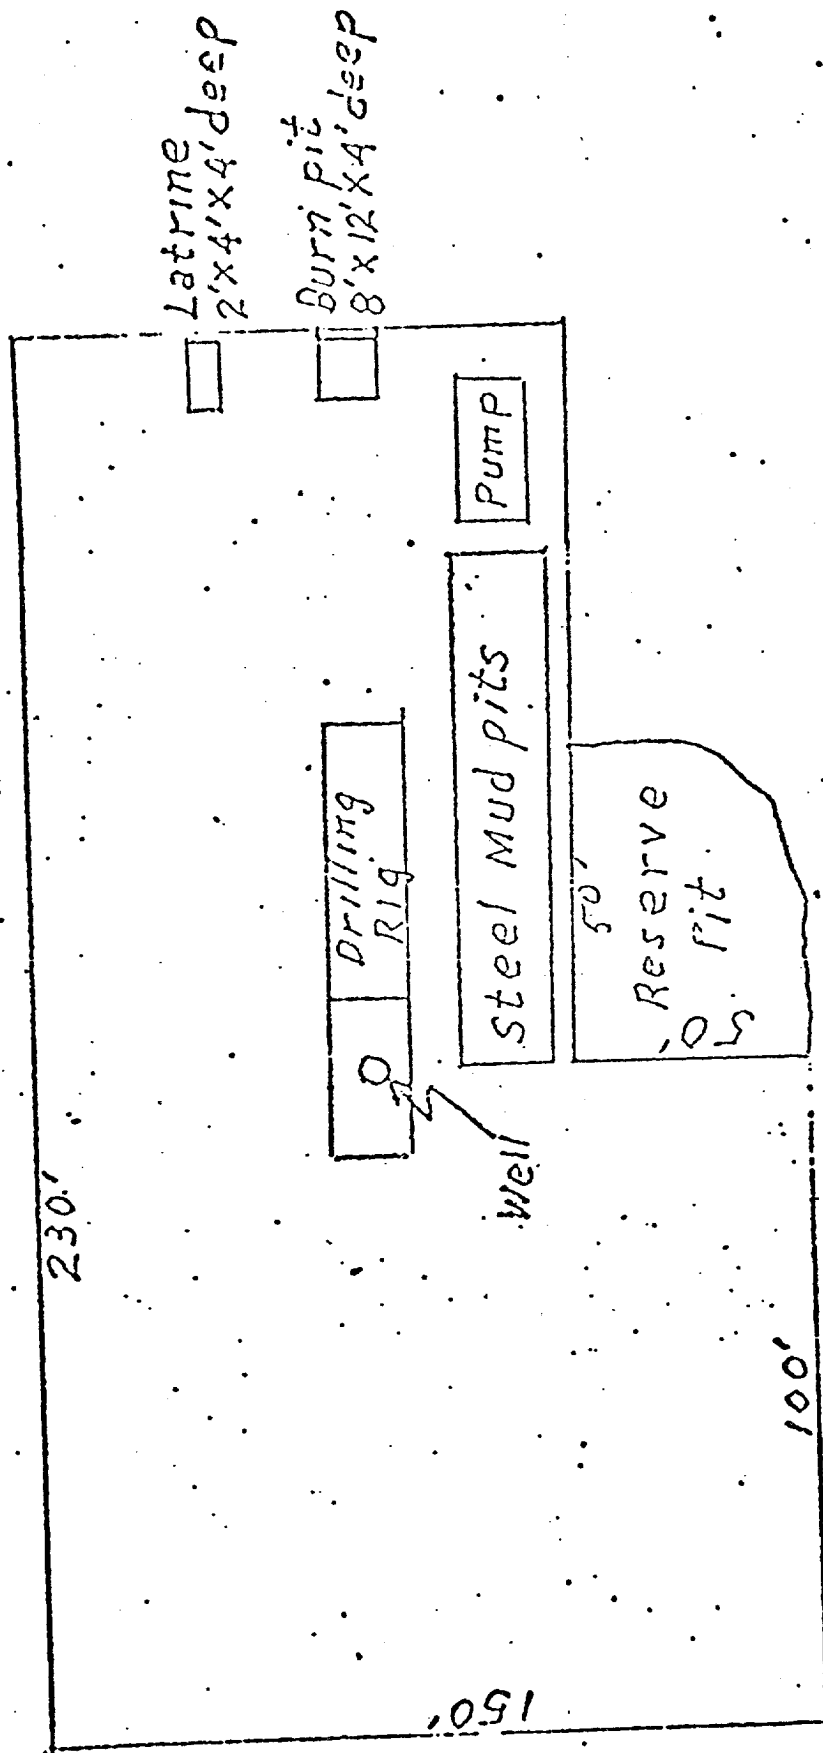 Latrine
2'x4'x4' deep
Burn pit
8'x12'x4' deep
230'
Pump
Drilling
Rig
Steel Mud pits
Well
50'
Reserve
Pit
50'
150'
100'